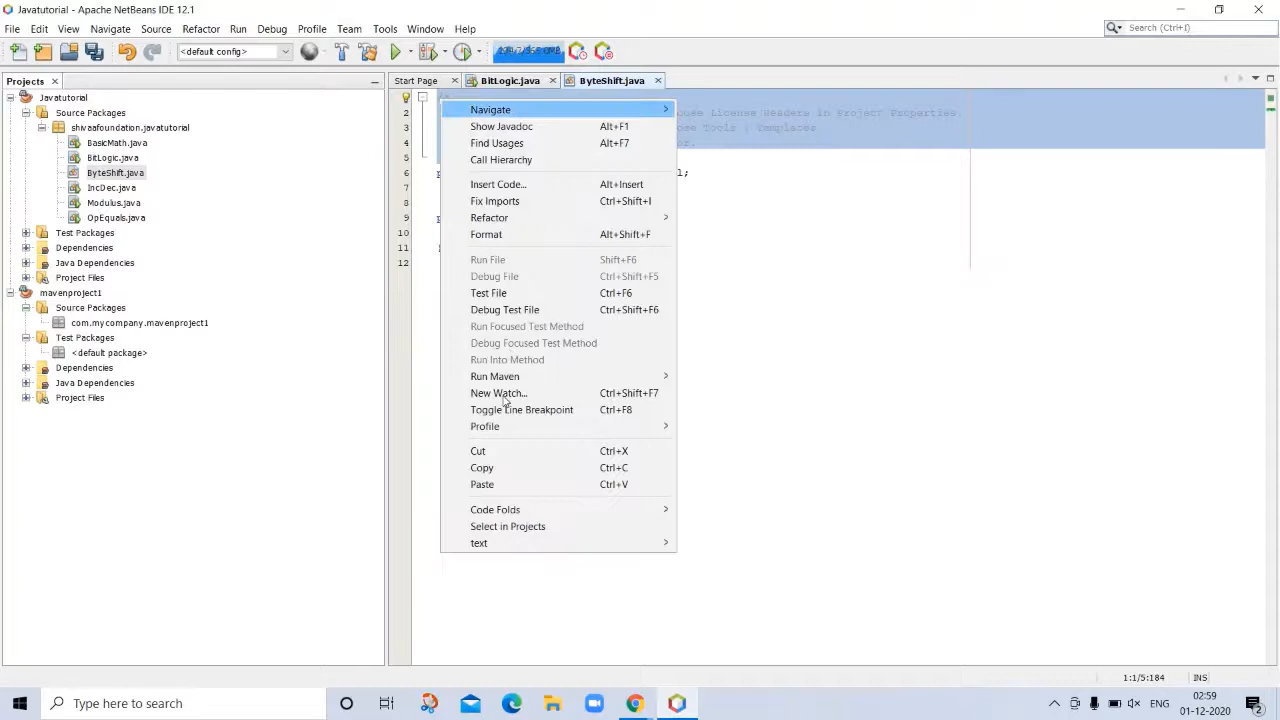 Javatutorial - Apache NetBeans IDE 12.1
File Edit View Navigate Source Refactor Run Debug Profile Team Tools Window Help
Search (Ctrl+I)
<default config>
Projects
Start Page BitLogic.java ByteShift.java
Javatutorial
Source Packages
shivaafoundation.javatutorial
BasicMath.java
BitLogic.java
ByteShift.java
IncDec.java
Modulus.java
OpEquals.java
Test Packages
Dependencies
Java Dependencies
Project Files
mavenproject1
Source Packages
com.mycompany.mavenproject1
Test Packages
<default package>
Dependencies
Java Dependencies
Project Files
1
2 License Headers in Project Properties.
3 Tools | Templates
4
5
6 l;
7
8
9
10
11
12
Navigate
Show Javadoc Alt+F1
Find Usages Alt+F7
Call Hierarchy
Insert Code... Alt+Insert
Fix Imports Ctrl+Shift+I
Refactor
Format Alt+Shift+F
Run File Shift+F6
Debug File Ctrl+Shift+F5
Test File Ctrl+F6
Debug Test File Ctrl+Shift+F6
Run Focused Test Method
Debug Focused Test Method
Run Into Method
Run Maven
New Watch... Ctrl+Shift+F7
Toggle Line Breakpoint Ctrl+F8
Profile
Cut Ctrl+X
Copy Ctrl+C
Paste Ctrl+V
Code Folds
Select in Projects
text
1:1/5:184 INS
Type here to search
ENG
02:59
01-12-2020
2